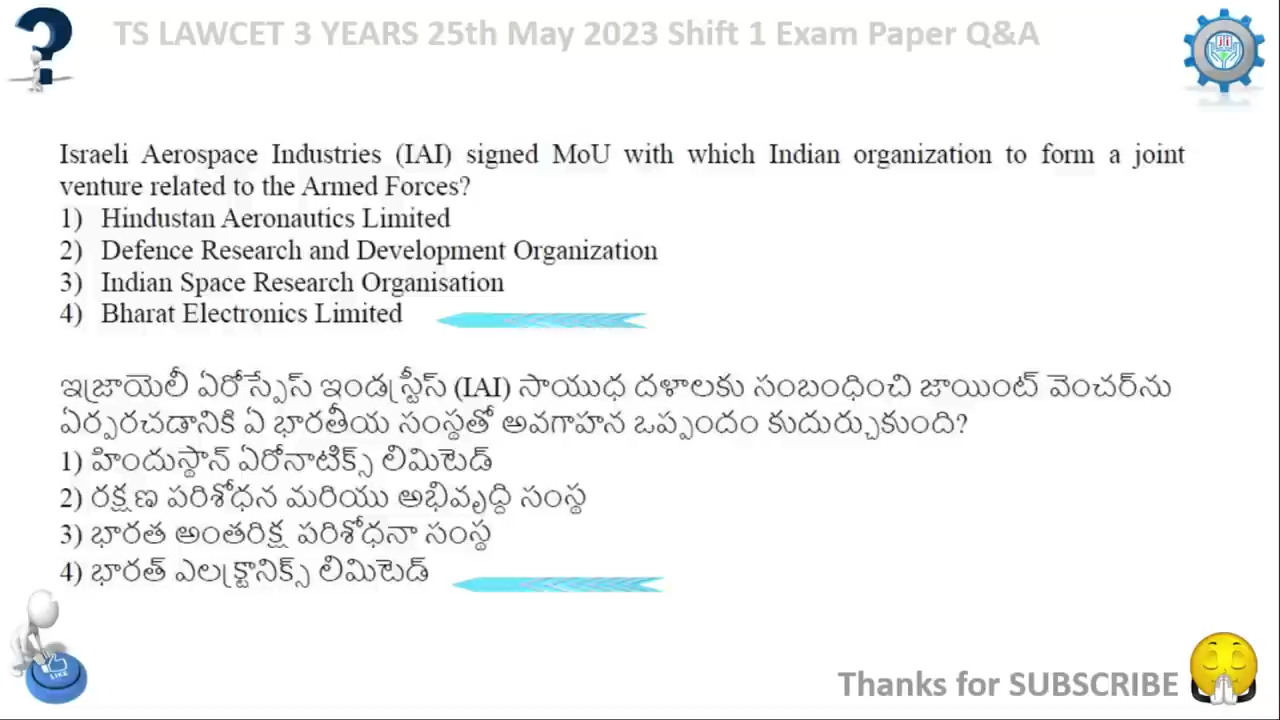 TS LAWCET 3 YEARS 25th May 2023 Shift 1 Exam Paper Q&A
Israeli Aerospace Industries (IAI) signed MoU with which Indian organization to form a joint
venture related to the Armed Forces?
1) Hindustan Aeronautics Limited
2) Defence Research and Development Organization
3) Indian Space Research Organisation
4) Bharat Electronics Limited
ఇజ్రాయెలీ ఏరోస్పేస్ ఇండస్ట్రీస్ (IAI) సాయుధ దళాలకు సంబంధించి జాయింట్ వెంచర్‌ను
ఏర్పరచడానికి ఏ భారతీయ సంస్థతో అవగాహన ఒప్పందం కుదుర్చుకుంది?
1) హిందుస్థాన్ ఏరోనాటిక్స్ లిమిటెడ్
2) రక్షణ పరిశోధన మరియు అభివృద్ధి సంస్థ
3) భారత అంతరిక్ష పరిశోధనా సంస్థ
4) భారత్ ఎలక్ట్రానిక్స్ లిమిటెడ్
LIKE
Thanks for SUBSCRIBE